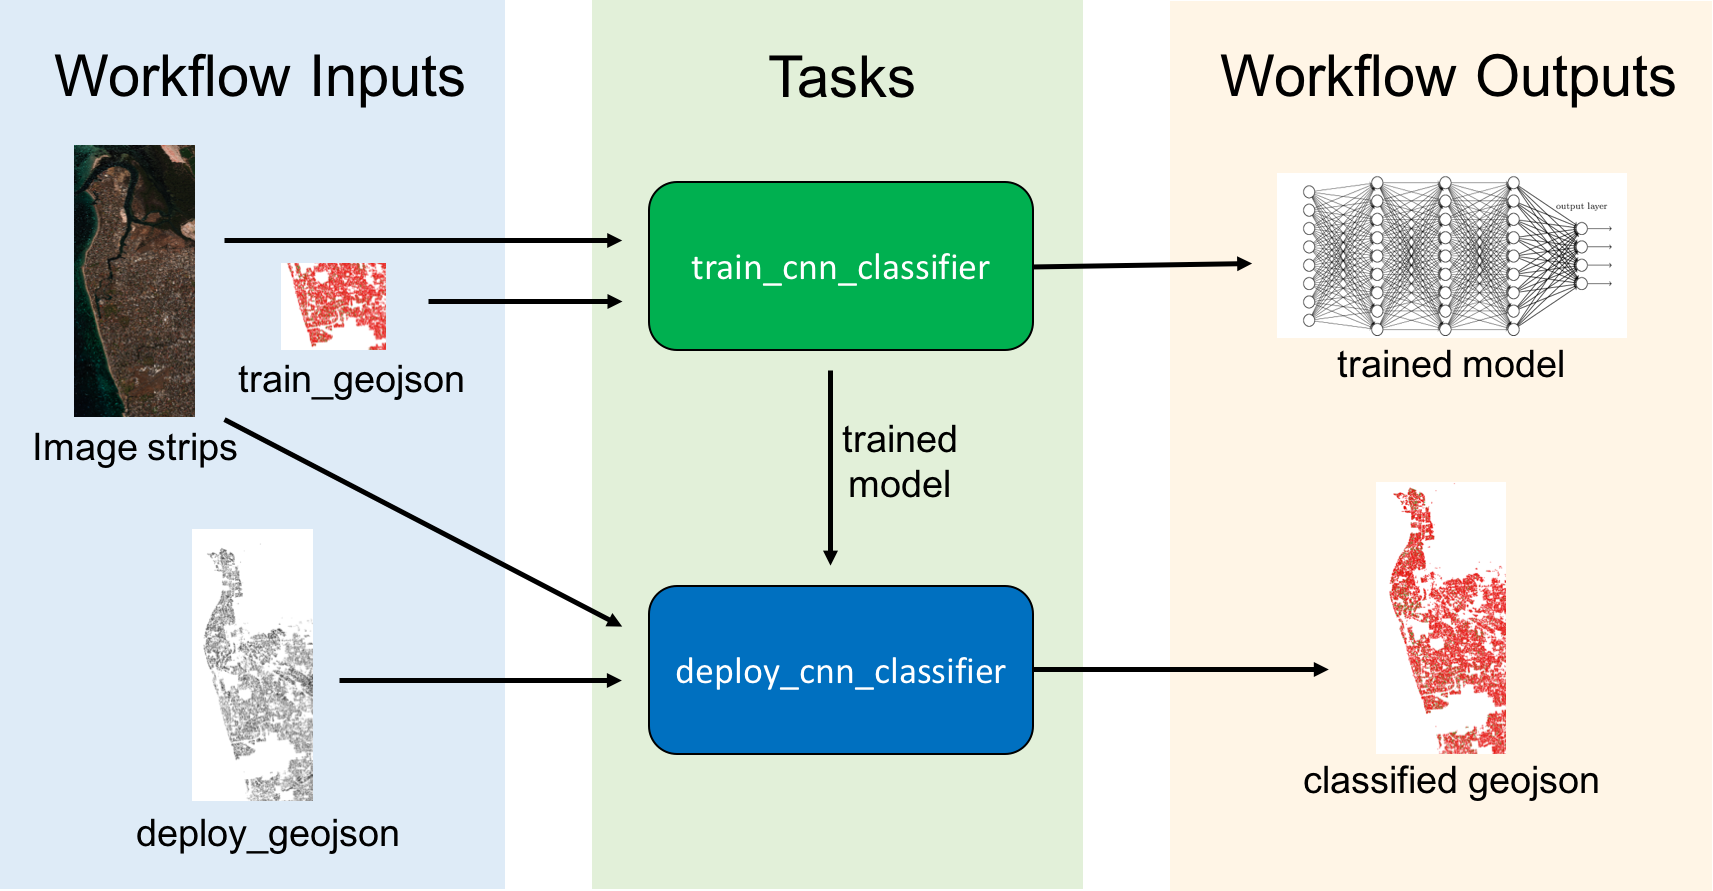 Workflow Inputs
Tasks
Workflow Outputs
Image strips
train_geojson
deploy_geojson
train_cnn_classifier
trained
model
deploy_cnn_classifier
output layer
trained model
classified geojson